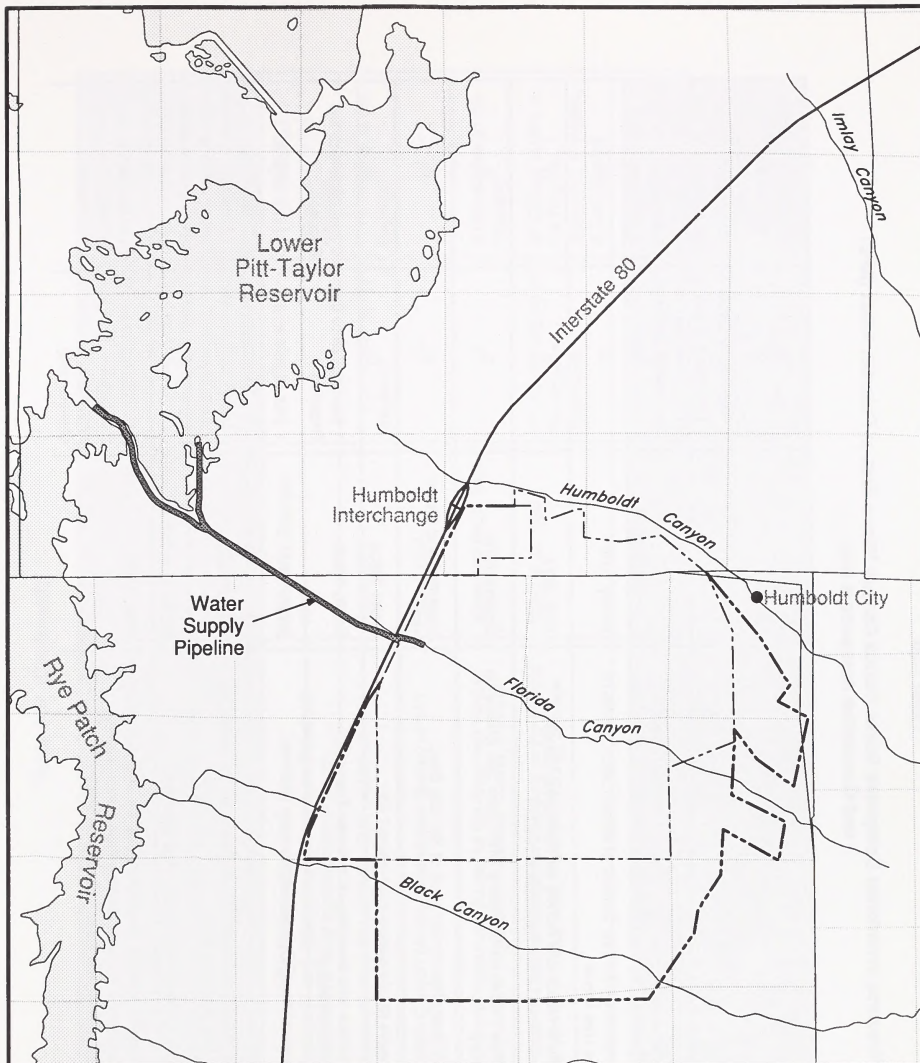 Imlay
Canyon
Lower
Pitt-Taylor
Reservoir
Interstate 80
Humboldt
Interchange
Humboldt
Canyon
Humboldt City
Water
Supply
Pipeline
Rye Patch
Reservoir
Florida
Canyon
Black Canyon